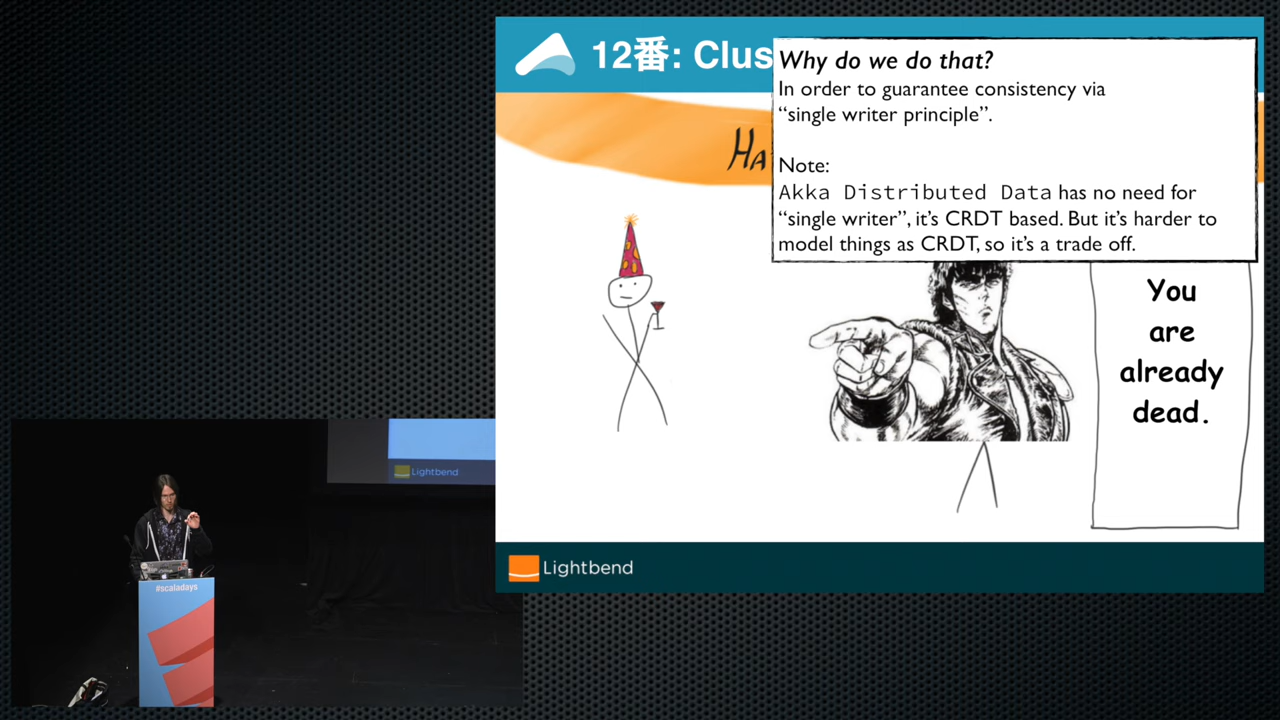 12番: Clus
Why do we do that?
In order to guarantee consistency via
“single writer principle”.
Note:
Akka Distributed Data has no need for
“single writer”, it’s CRDT based. But it’s harder to
model things as CRDT, so it’s a trade off.
Ha
You
are
already
dead.
Lightbend
Lightbend
#scaladays